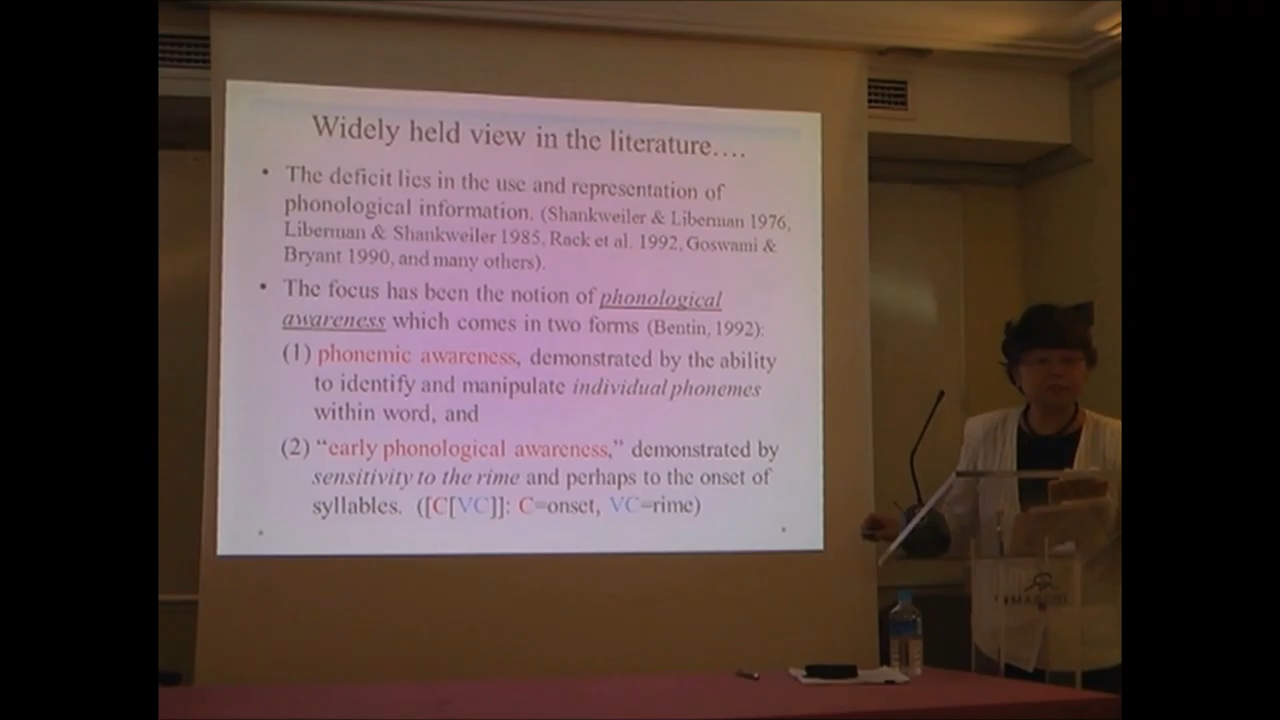 Widely held view in the literature….
• The deficit lies in the use and representation of
phonological information. (Shankweiler & Liberman 1976,
Liberman & Shankweiler 1985, Rack et al. 1992, Goswami &
Bryant 1990, and many others).
• The focus has been the notion of phonological
awareness which comes in two forms (Bentin, 1992):
(1) phonemic awareness, demonstrated by the ability
to identify and manipulate individual phonemes
within word, and
(2) “early phonological awareness,” demonstrated by
sensitivity to the rime and perhaps to the onset of
syllables. ([C[VC]]: C=onset, VC=rime)